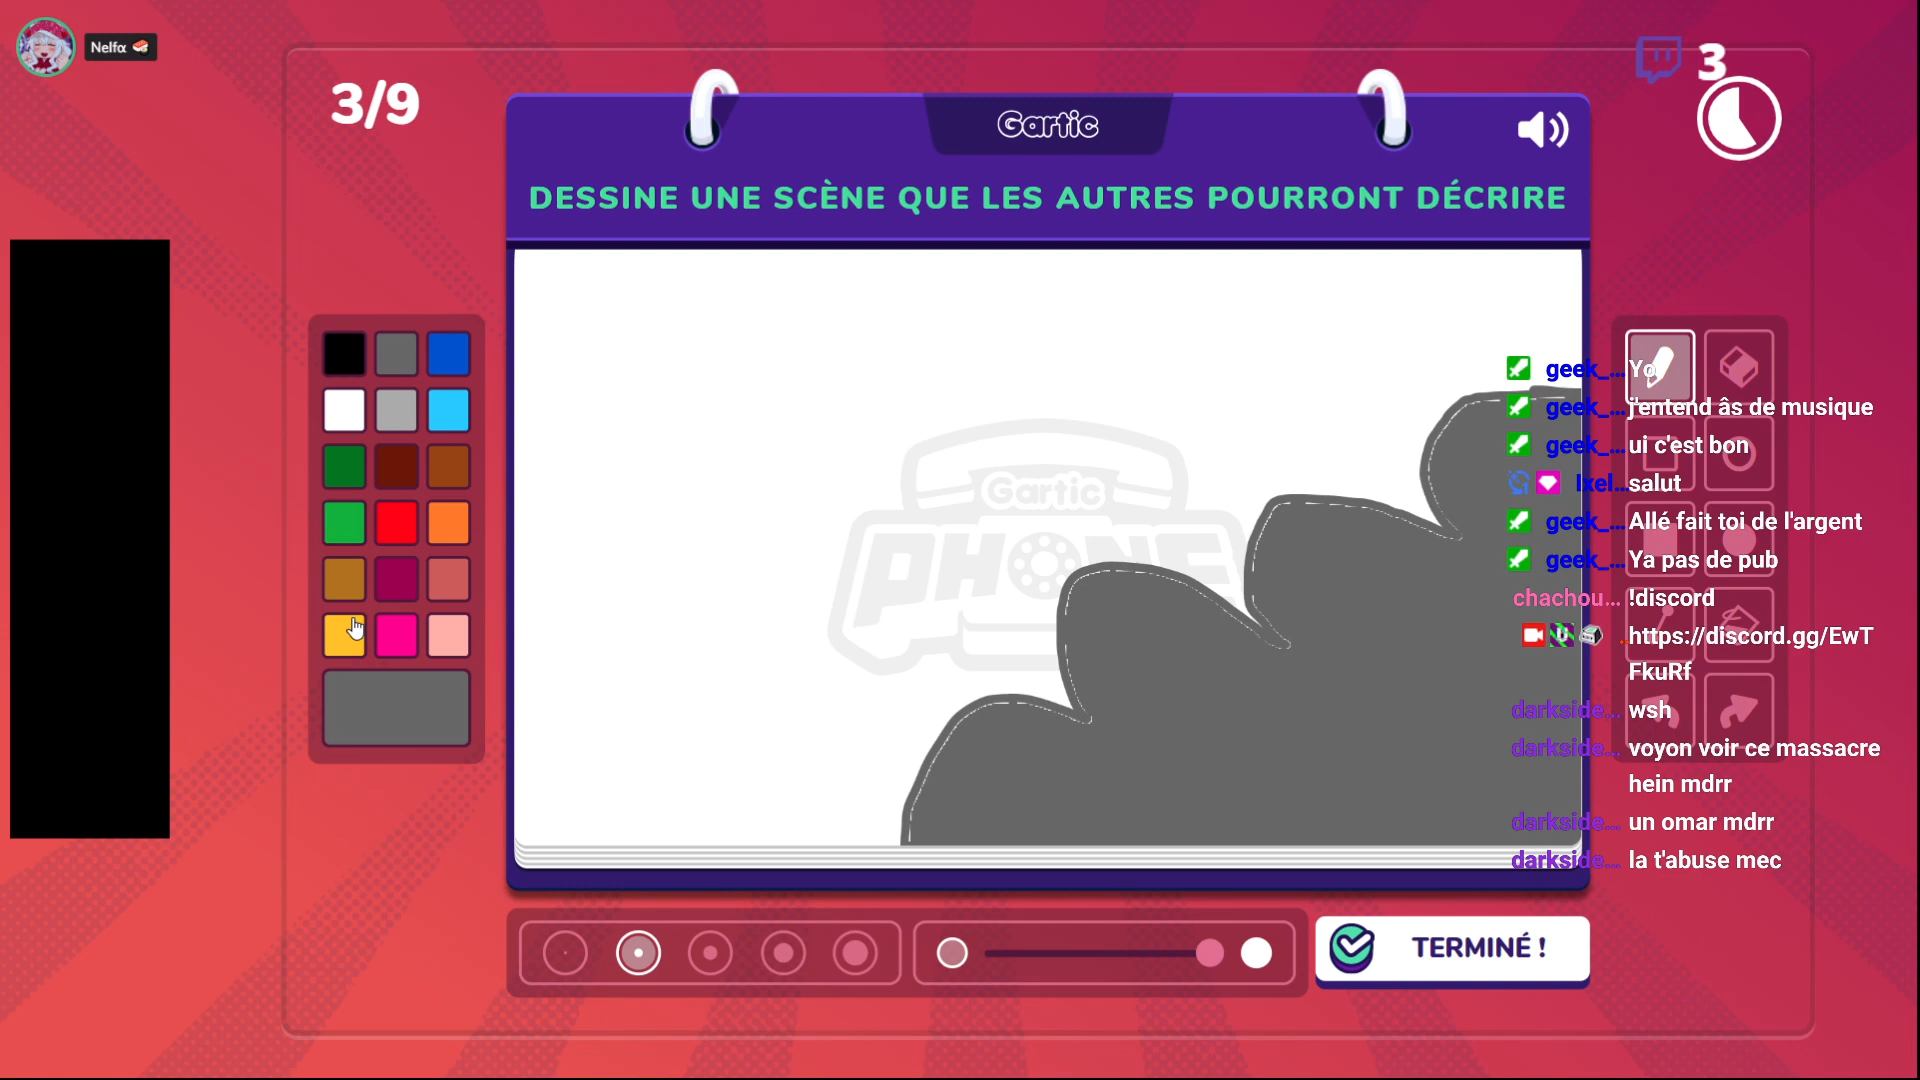 Nelfα
3/9
3
Gartic
DESSINE UNE SCÈNE QUE LES AUTRES POURRONT DÉCRIRE
Gartic
PHONE
geek_... Yo
geek_... j'entend âs de musique
geek_... ui c'est bon
Ixel... salut
geek_... Allé fait toi de l'argent
geek_... Ya pas de pub
chachou... !discord
https://discord.gg/EwT
FkuRf
darkside... wsh
darkside... voyon voir ce massacre
hein mdrr
darkside... un omar mdrr
darkside... la t'abuse mec
TERMINÉ !